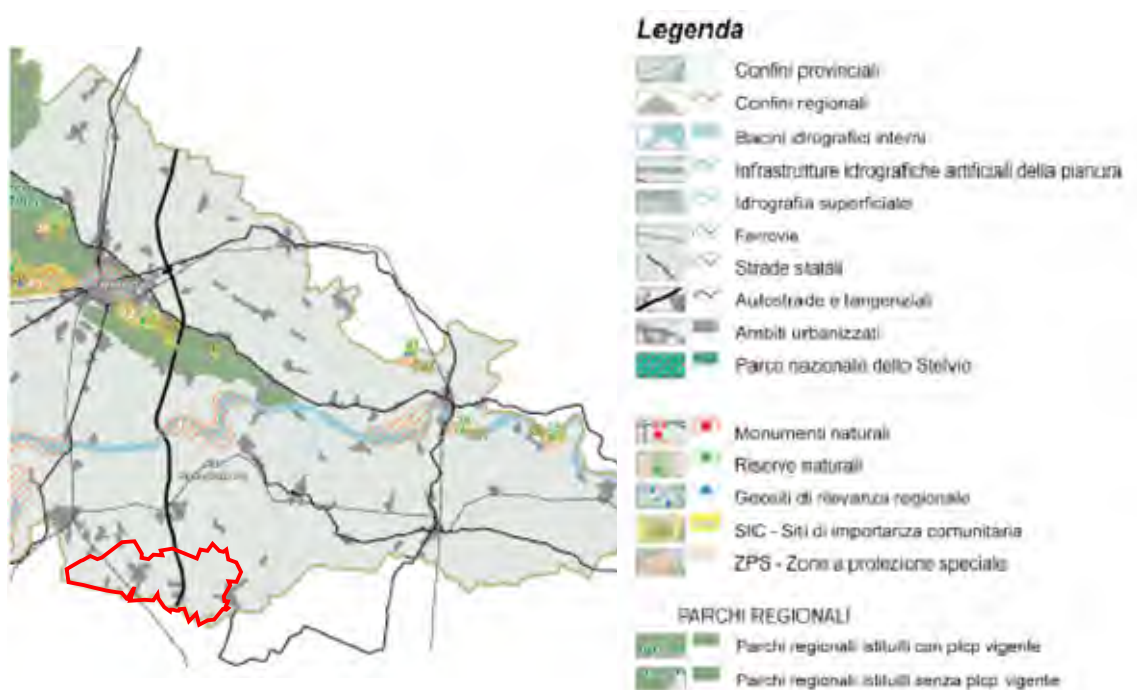 Legenda
Confini provinciali
Confini regionali
Bacini idrografici interni
Infrastrutture idrografiche artificiali della pianura
Idrografia superficiale
Ferrovie
Strade statali
Autostrade e tangenziali
Ambiti urbanizzati
Parco nazionale dello Stelvio
Monumenti naturali
Riserve naturali
Geositi di rilevanza regionale
SIC - Siti di importanza comunitaria
ZPS - Zone a protezione speciale
PARCHI REGIONALI
Parchi regionali istituiti con ptcp vigente
Parchi regionali istituiti senza ptcp vigente